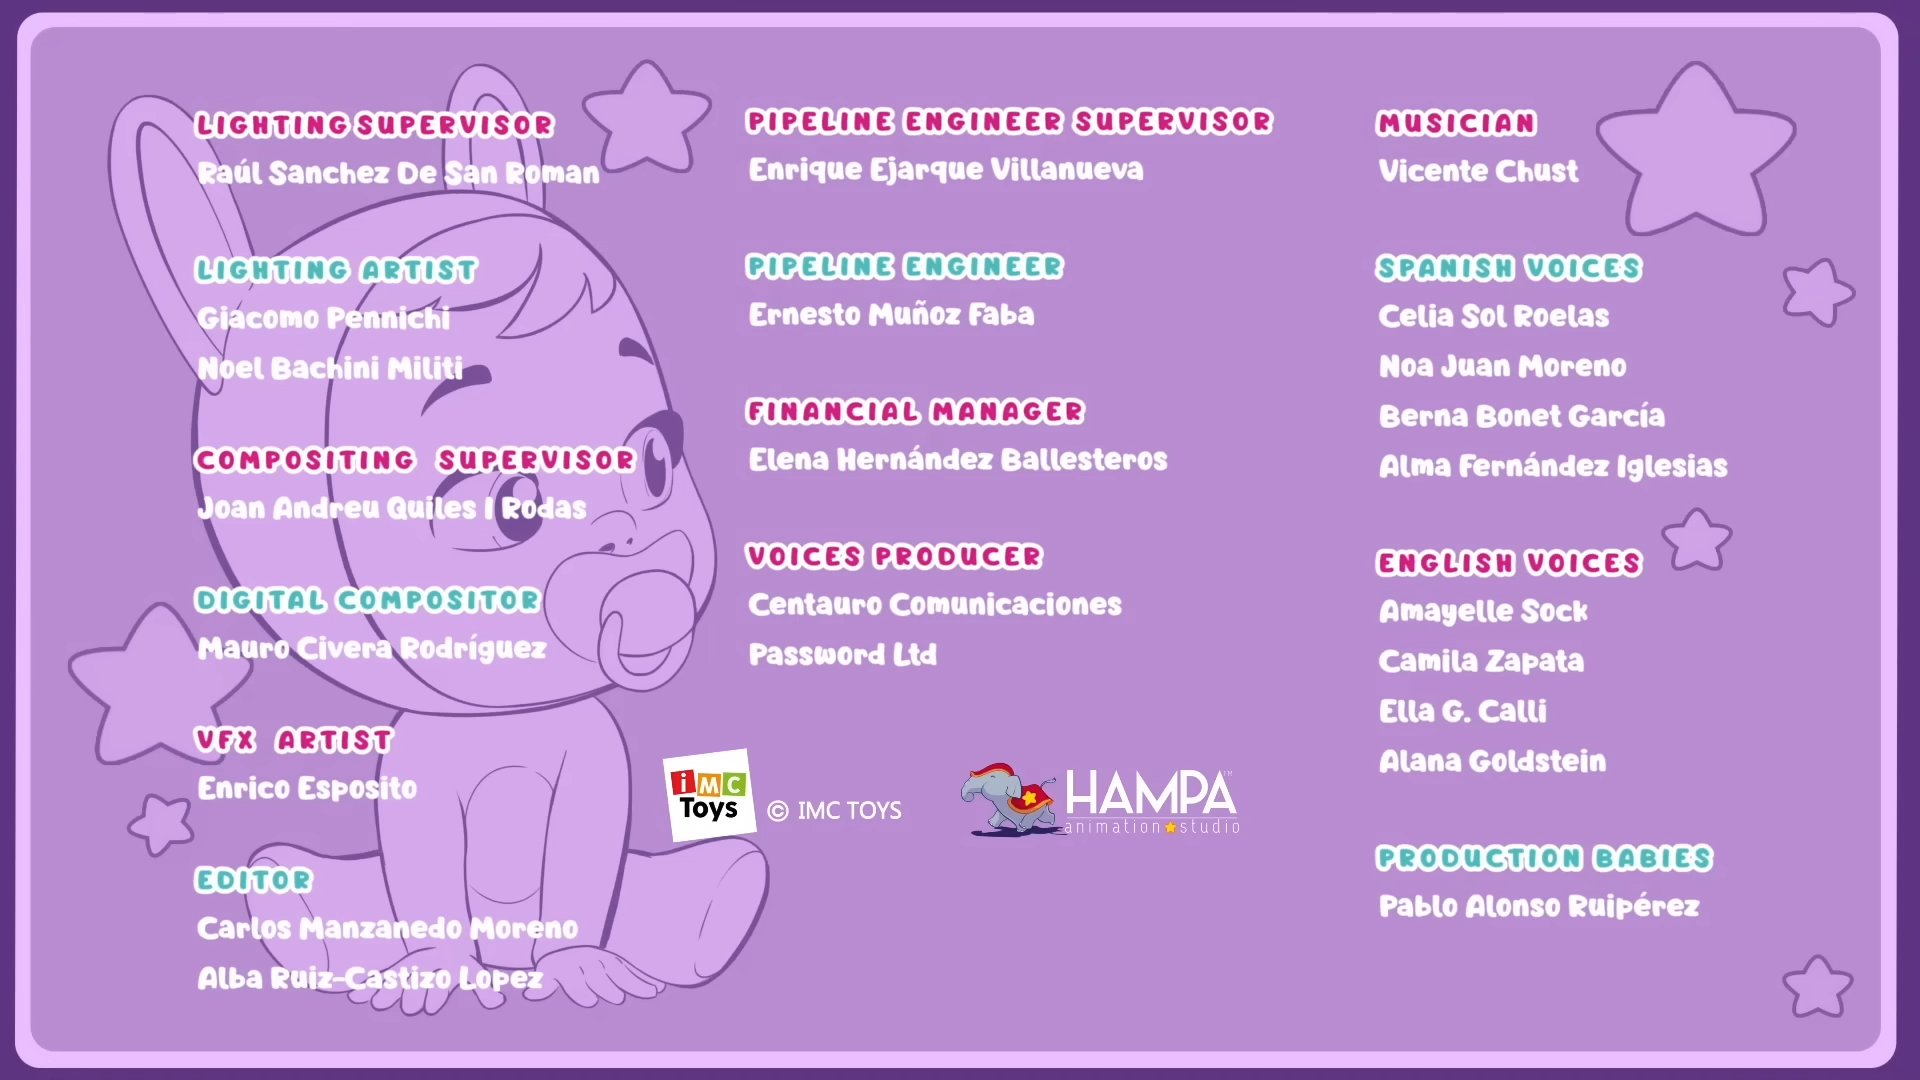 LIGHTING SUPERVISOR
Raúl Sanchez De San Roman
LIGHTING ARTIST
Giacomo Pennichi
Noel Bachini Militi
COMPOSITING SUPERVISOR
Joan Andreu Quiles I Rodas
DIGITAL COMPOSITOR
Mauro Civera Rodríguez
VFX ARTIST
Enrico Esposito
EDITOR
Carlos Manzanedo Moreno
Alba Ruiz-Castizo Lopez
PIPELINE ENGINEER SUPERVISOR
Enrique Ejarque Villanueva
PIPELINE ENGINEER
Ernesto Muñoz Faba
FINANCIAL MANAGER
Elena Hernández Ballesteros
VOICES PRODUCER
Centauro Comunicaciones
Password Ltd
iMC
Toys
© IMC TOYS
HAMPA™
animation studio
MUSICIAN
Vicente Chust
SPANISH VOICES
Celia Sol Roelas
Noa Juan Moreno
Berna Bonet García
Alma Fernández Iglesias
ENGLISH VOICES
Amayelle Sock
Camila Zapata
Ella G. Calli
Alana Goldstein
PRODUCTION BABIES
Pablo Alonso Ruipérez